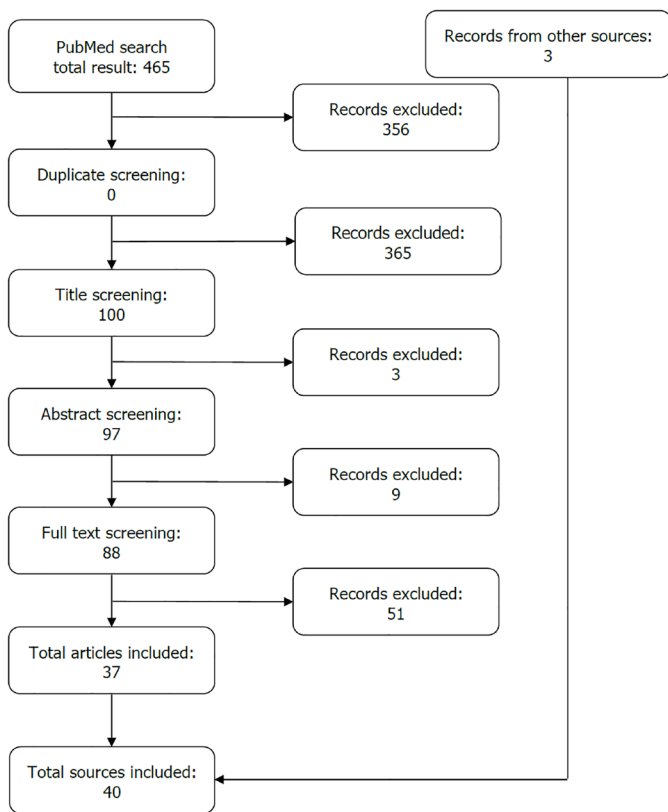 PubMed search
total result: 465
Records from other sources:
3
Records excluded:
356
Duplicate screening:
0
Records excluded:
365
Title screening:
100
Records excluded:
3
Abstract screening:
97
Records excluded:
9
Full text screening:
88
Records excluded:
51
Total articles included:
37
Total sources included:
40